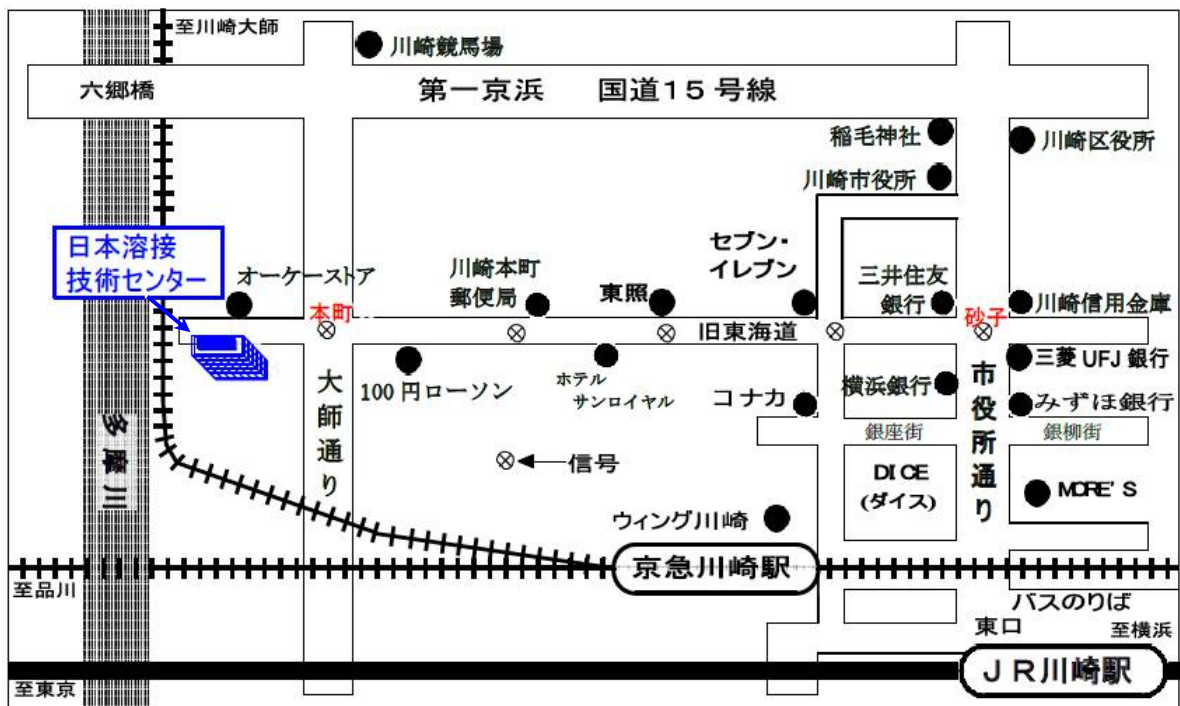 至川崎大師
川崎競馬場
六郷橋
第一京浜 国道15号線
稲毛神社
川崎区役所
川崎市役所
日本溶接
技術センター
オーケーストア
川崎本町
郵便局
東照
セブン・
イレブン
三井住友
銀行
川崎信用金庫
本町
旧東海道
砂子
三菱UFJ銀行
100円ローソン
ホテル
サンロイヤル
コナカ
横浜銀行
みずほ銀行
大師通り
市役所通り
多摩川
銀座街
銀柳街
信号
DICE
(ダイス)
MORE'S
ウィング川崎
京急川崎駅
至品川
バスのりば
東口
至横浜
JR川崎駅
至東京